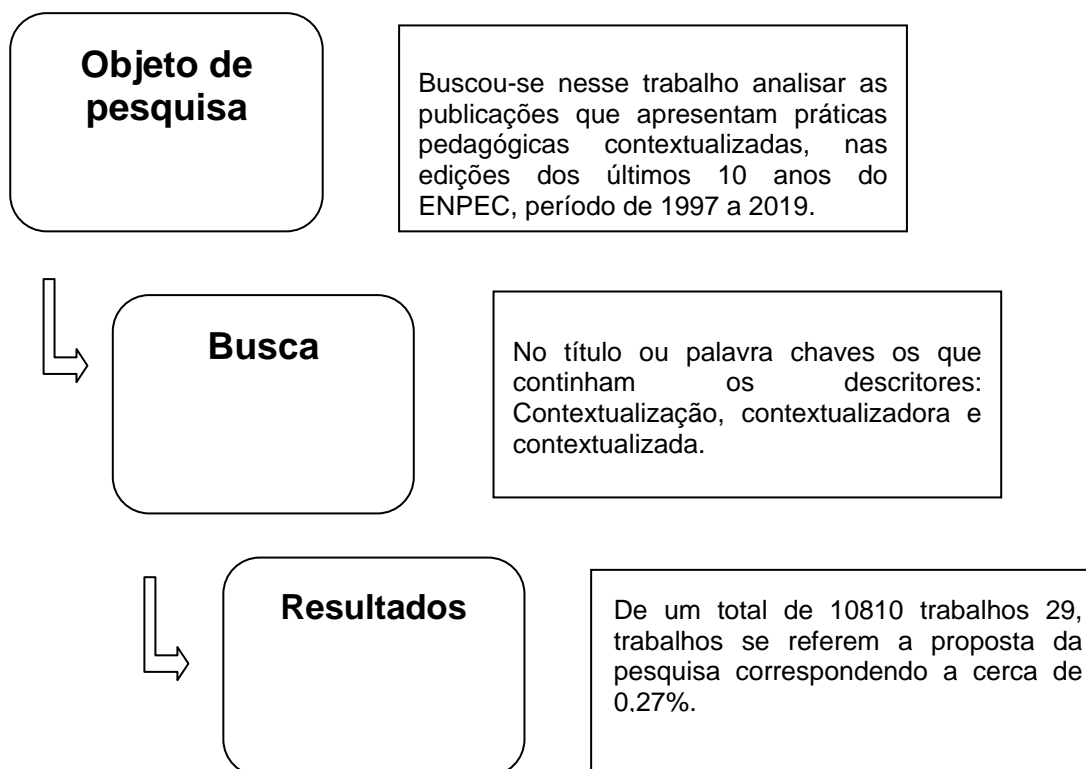 Objeto de
pesquisa
Buscou-se nesse trabalho analisar as
publicações que apresentam práticas
pedagógicas contextualizadas, nas
edições dos últimos 10 anos do
ENPEC, período de 1997 a 2019.
Busca
No título ou palavra chaves os que
continham os descritores:
Contextualização, contextualizadora e
contextualizada.
Resultados
De um total de 10810 trabalhos 29,
trabalhos se referem a proposta da
pesquisa correspondendo a cerca de
0,27%.